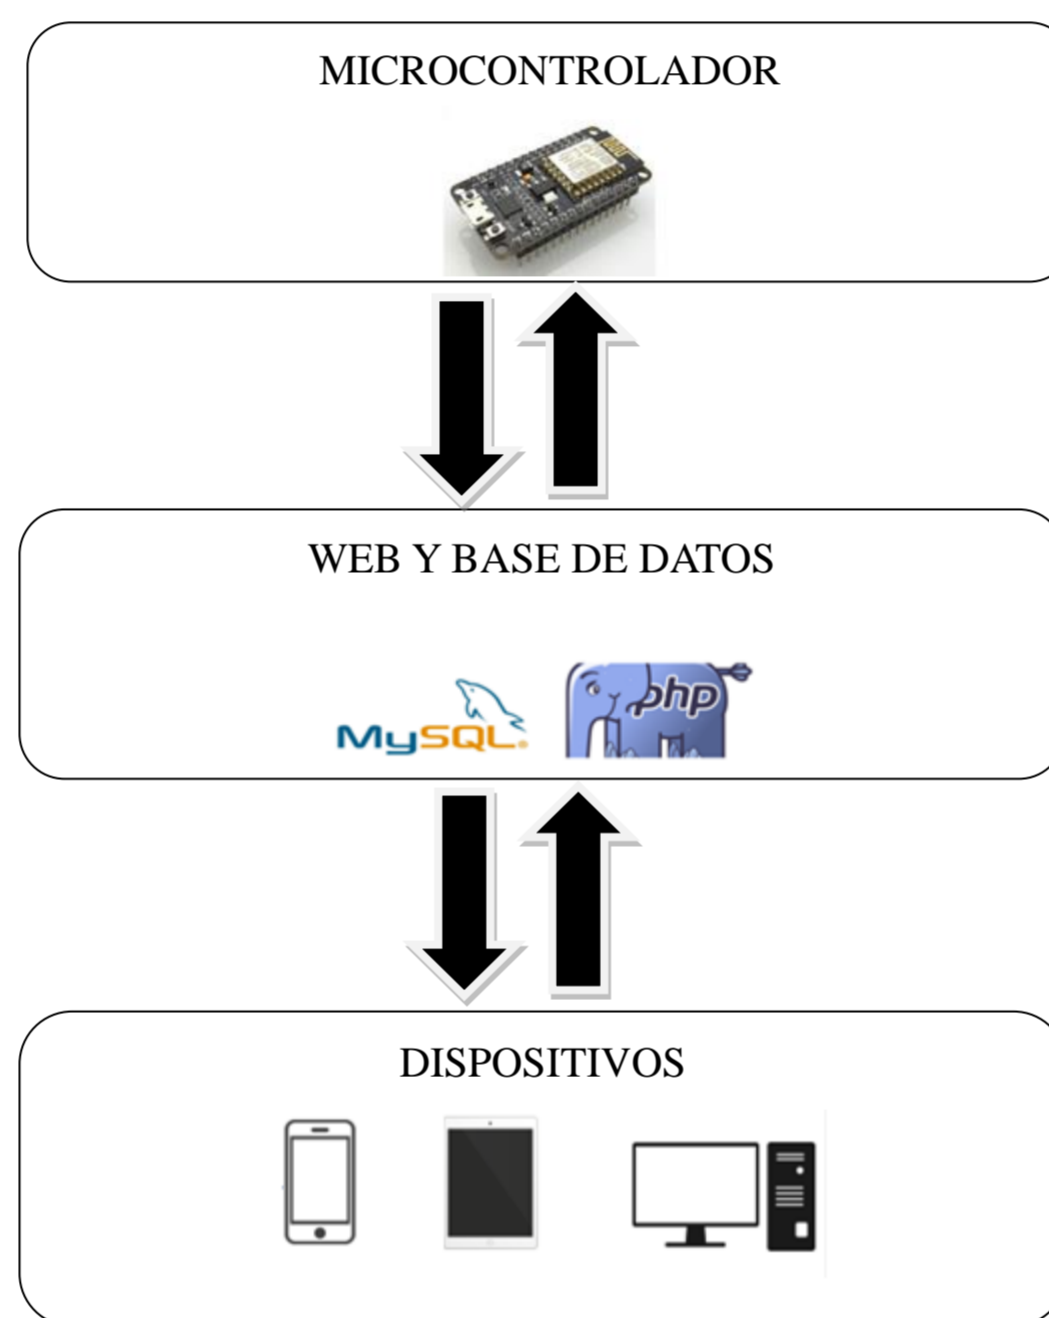 MICROCONTROLADOR
WEB Y BASE DE DATOS
MySQL®
php
DISPOSITIVOS